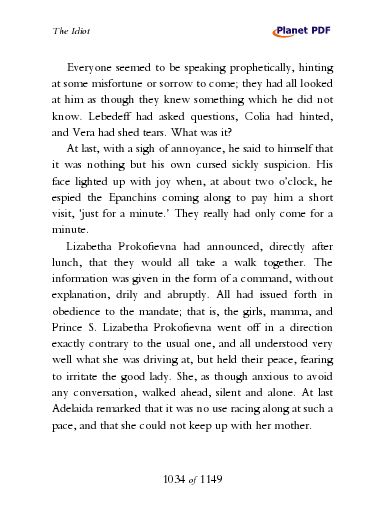 The Idiot
Planet PDF
Everyone seemed to be speaking prophetically, hinting
at some misfortune or sorrow to come; they had all looked
at him as though they knew something which he did not
know. Lebedeff had asked questions, Colia had hinted,
and Vera had shed tears. What was it?
At last, with a sigh of annoyance, he said to himself that
it was nothing but his own cursed sickly suspicion. His
face lighted up with joy when, at about two o’clock, he
espied the Epanchins coming along to pay him a short
visit, ‘just for a minute.’ They really had only come for a
minute.
Lizabetha Prokofievna had announced, directly after
lunch, that they would all take a walk together. The
information was given in the form of a command, without
explanation, drily and abruptly. All had issued forth in
obedience to the mandate; that is, the girls, mamma, and
Prince S. Lizabetha Prokofievna went off in a direction
exactly contrary to the usual one, and all understood very
well what she was driving at, but held their peace, fearing
to irritate the good lady. She, as though anxious to avoid
any conversation, walked ahead, silent and alone. At last
Adelaida remarked that it was no use racing along at such a
pace, and that she could not keep up with her mother.
1034 of 1149